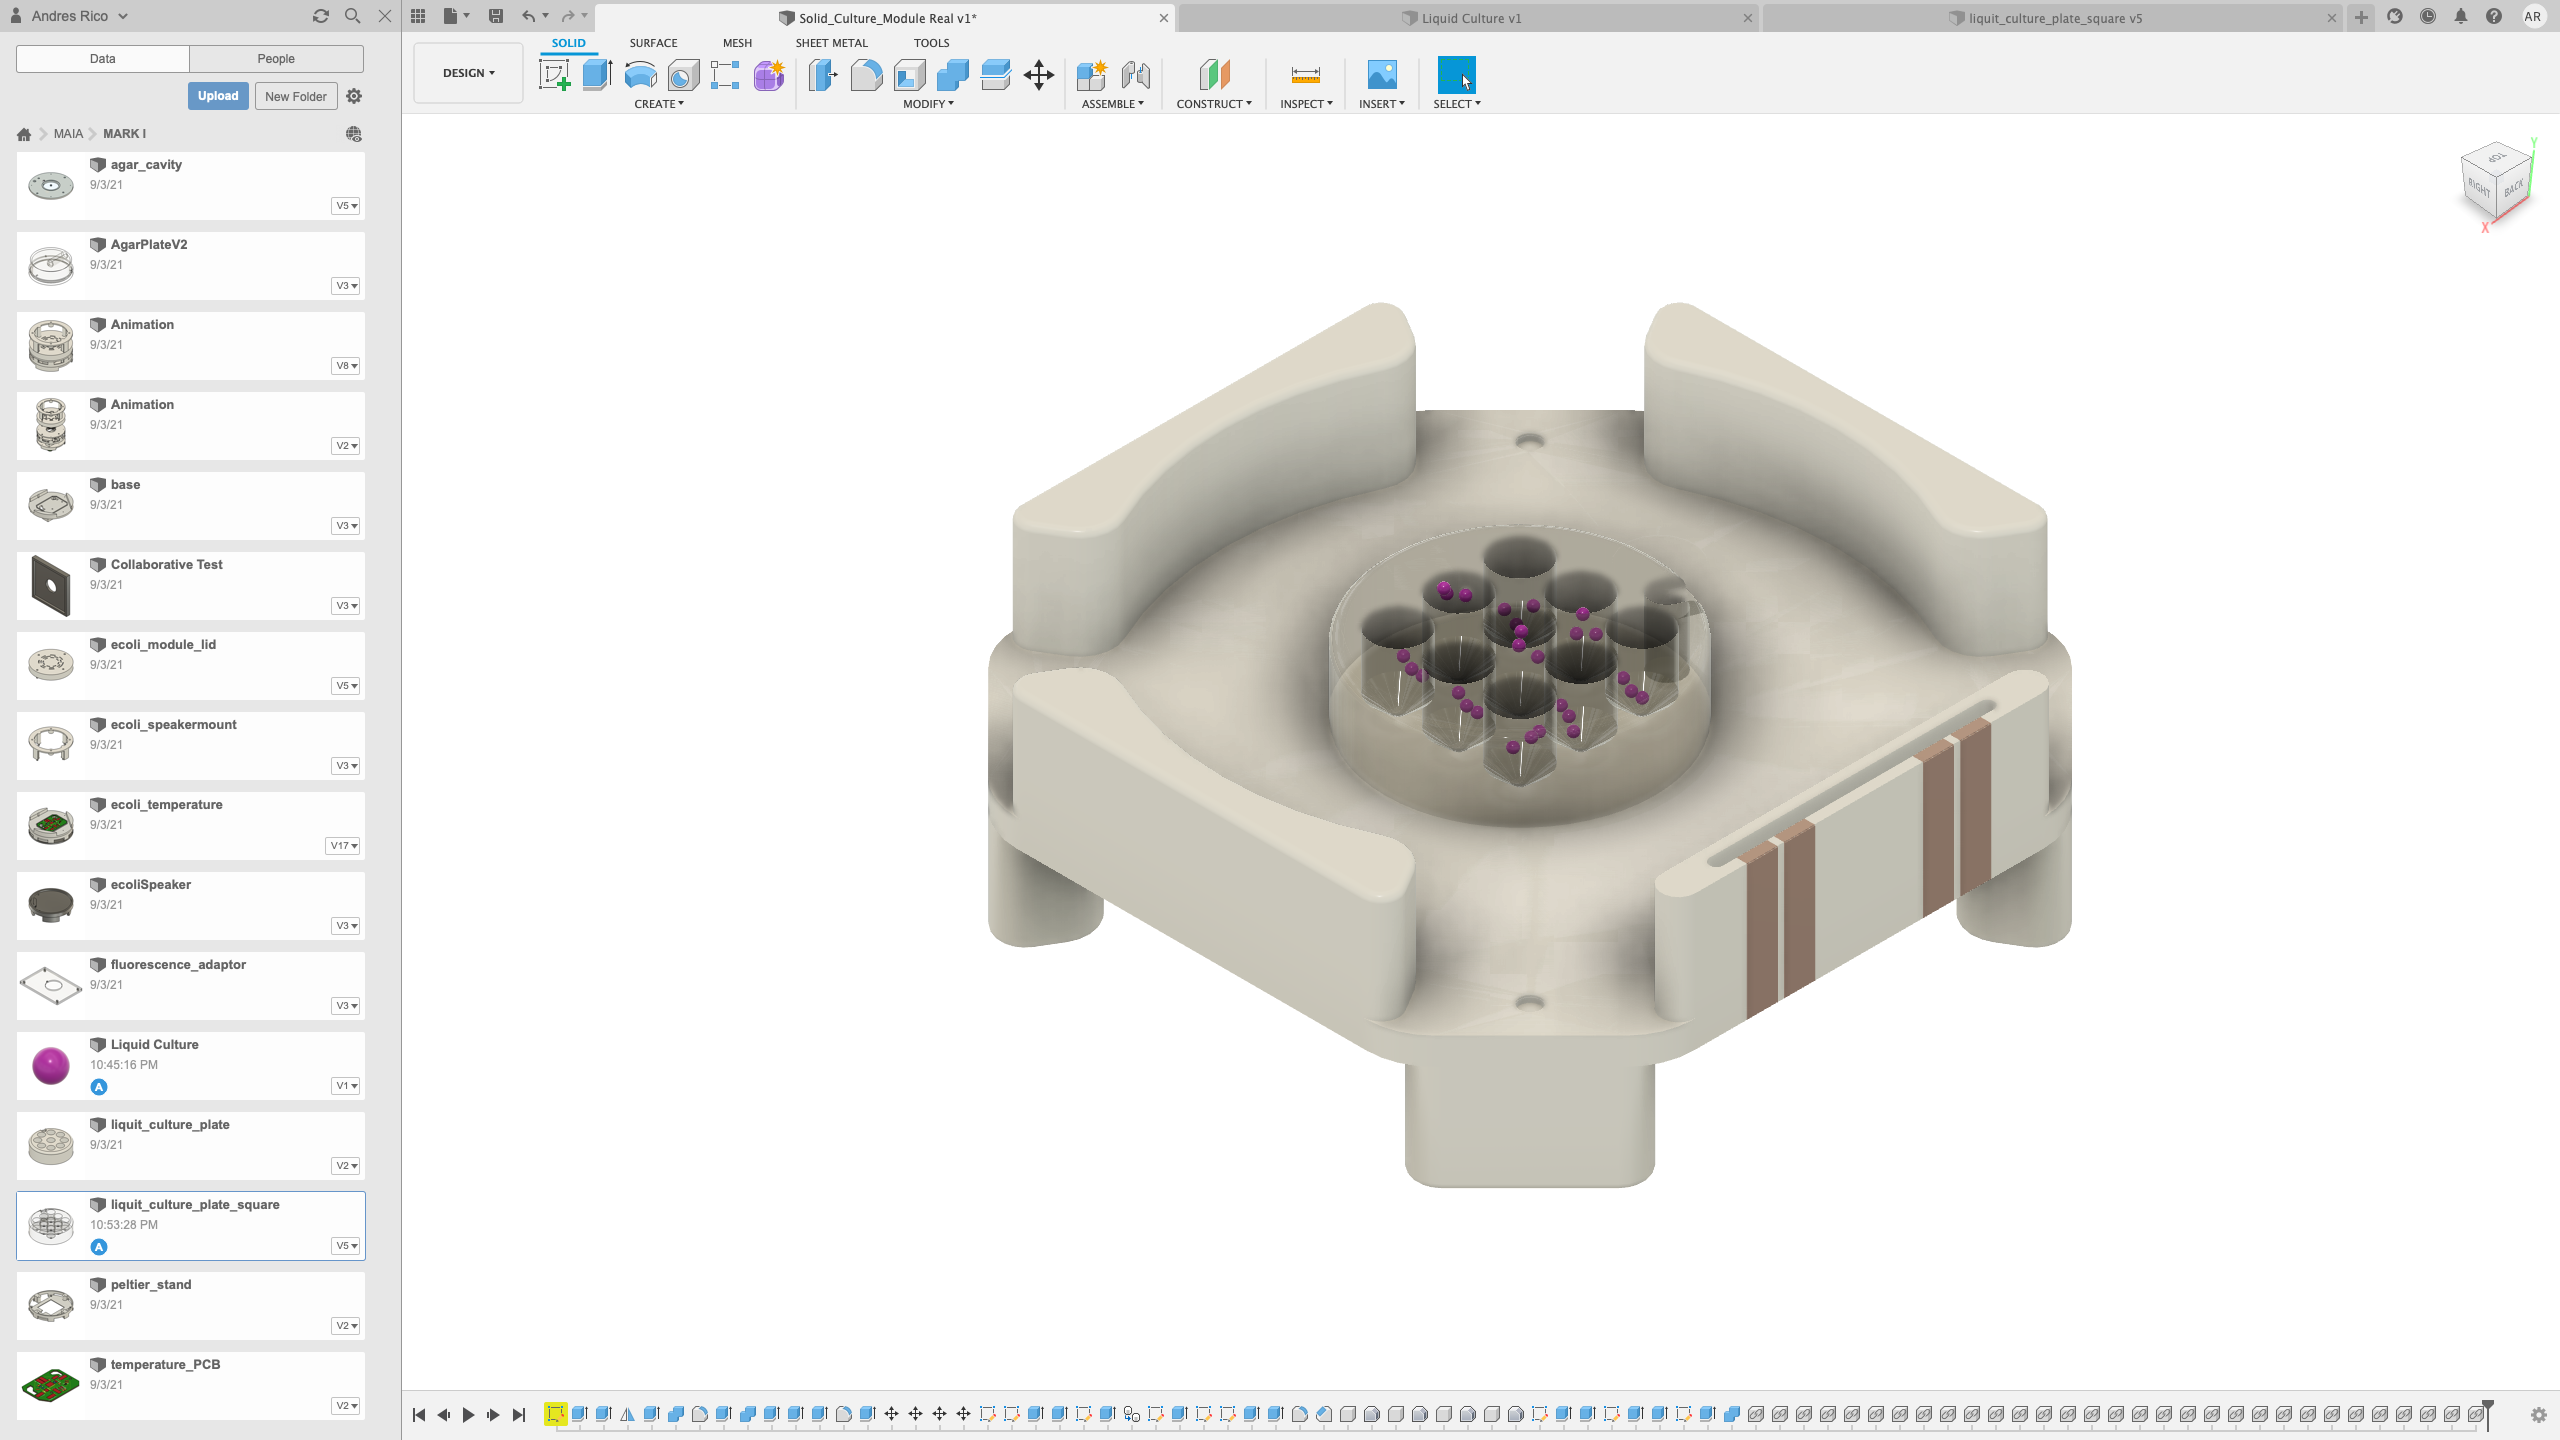 Andres Rico
Solid_Culture_Module Real v1*
Liquid Culture v1
liquit_culture_plate_square v5
AR
Data
People
Upload
New Folder
MAIA
MARK I
DESIGN
SOLID
SURFACE
MESH
SHEET METAL
TOOLS
CREATE
MODIFY
ASSEMBLE
CONSTRUCT
INSPECT
INSERT
SELECT
agar_cavity
9/3/21
V5
AgarPlateV2
9/3/21
V3
Animation
9/3/21
V8
Animation
9/3/21
V2
base
9/3/21
V3
Collaborative Test
9/3/21
V3
ecoli_module_lid
9/3/21
V5
ecoli_speakermount
9/3/21
V3
ecoli_temperature
9/3/21
V17
ecoliSpeaker
9/3/21
V3
fluorescence_adaptor
9/3/21
V3
Liquid Culture
10:45:16 PM
A
V1
liquit_culture_plate
9/3/21
V2
liquit_culture_plate_square
10:53:28 PM
A
V5
peltier_stand
9/3/21
V2
temperature_PCB
9/3/21
V2
Y
TOP
RIGHT
BACK
X